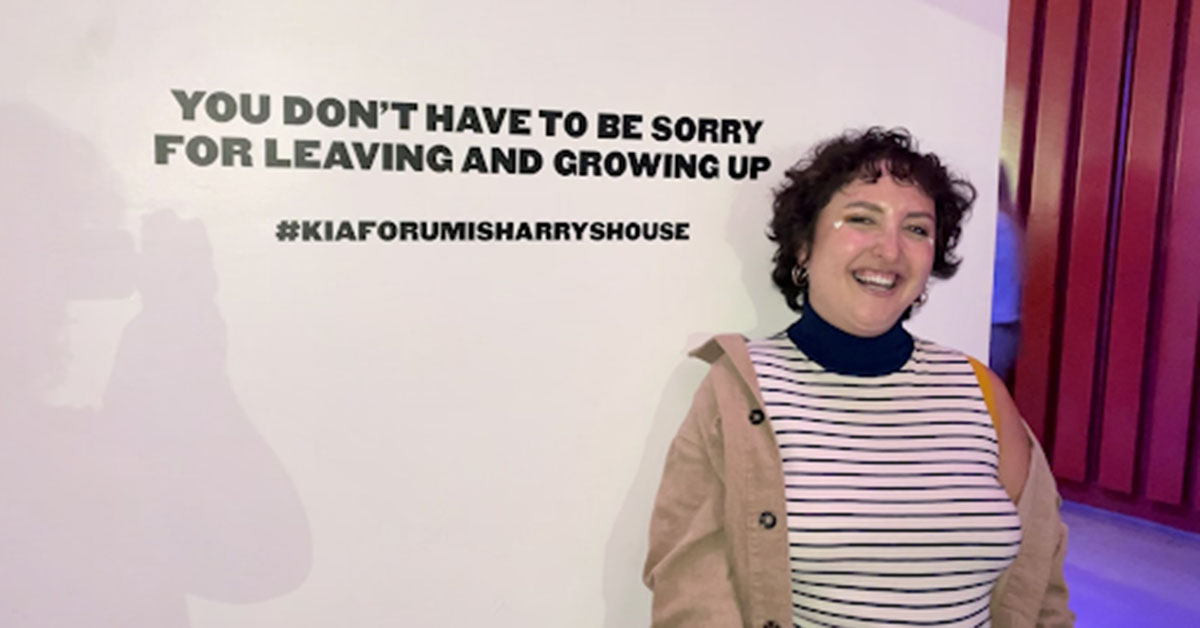 YOU DON'T HAVE TO BE SORRY
FOR LEAVING AND GROWING UP
#KIAFORUMISHARRYSHOUSE